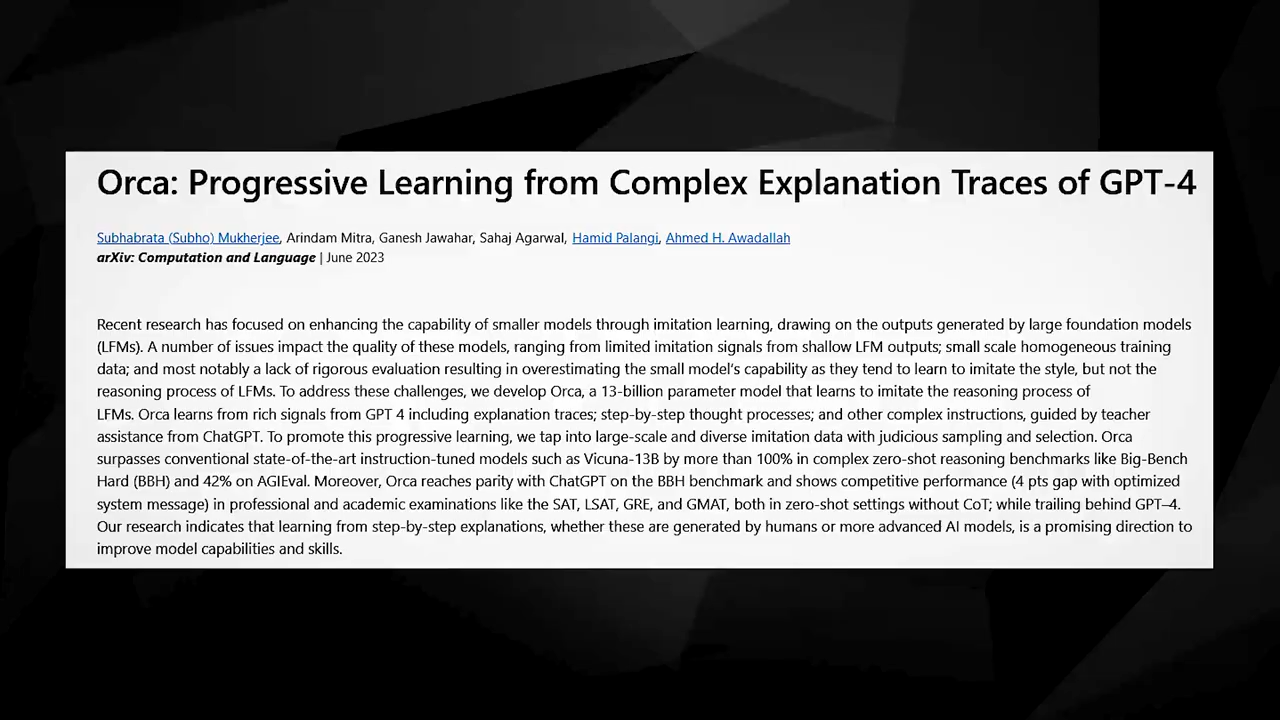 Orca: Progressive Learning from Complex Explanation Traces of GPT-4
Subhabrata (Subho) Mukherjee, Arindam Mitra, Ganesh Jawahar, Sahaj Agarwal, Hamid Palangi, Ahmed H. Awadallah
arXiv: Computation and Language | June 2023
Recent research has focused on enhancing the capability of smaller models through imitation learning, drawing on the outputs generated by large foundation models
(LFMs). A number of issues impact the quality of these models, ranging from limited imitation signals from shallow LFM outputs; small scale homogeneous training
data; and most notably a lack of rigorous evaluation resulting in overestimating the small model's capability as they tend to learn to imitate the style, but not the
reasoning process of LFMs. To address these challenges, we develop Orca, a 13-billion parameter model that learns to imitate the reasoning process of
LFMs. Orca learns from rich signals from GPT 4 including explanation traces; step-by-step thought processes; and other complex instructions, guided by teacher
assistance from ChatGPT. To promote this progressive learning, we tap into large-scale and diverse imitation data with judicious sampling and selection. Orca
surpasses conventional state-of-the-art instruction-tuned models such as Vicuna-13B by more than 100% in complex zero-shot reasoning benchmarks like Big-Bench
Hard (BBH) and 42% on AGIEval. Moreover, Orca reaches parity with ChatGPT on the BBH benchmark and shows competitive performance (4 pts gap with optimized
system message) in professional and academic examinations like the SAT, LSAT, GRE, and GMAT, both in zero-shot settings without CoT; while trailing behind GPT–4.
Our research indicates that learning from step-by-step explanations, whether these are generated by humans or more advanced AI models, is a promising direction to
improve model capabilities and skills.